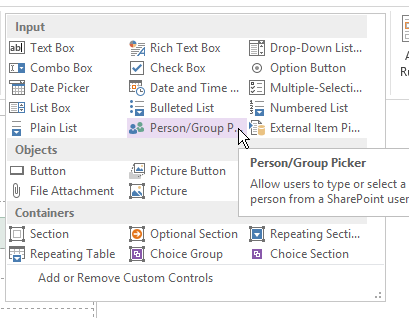 Input
Text Box Rich Text Box Drop-Down List...
Combo Box Check Box Option Button
Date Picker Date and Time ... Multiple-Selecti...
List Box Bulleted List Numbered List
Plain List Person/Group P... External Item Pi...
Objects
Button Picture Button
File Attachment Picture
Person/Group Picker
Allow users to type or select a
person from a SharePoint user
Containers
Section Optional Section Repeating Secti...
Repeating Table Choice Group Choice Section
Add or Remove Custom Controls